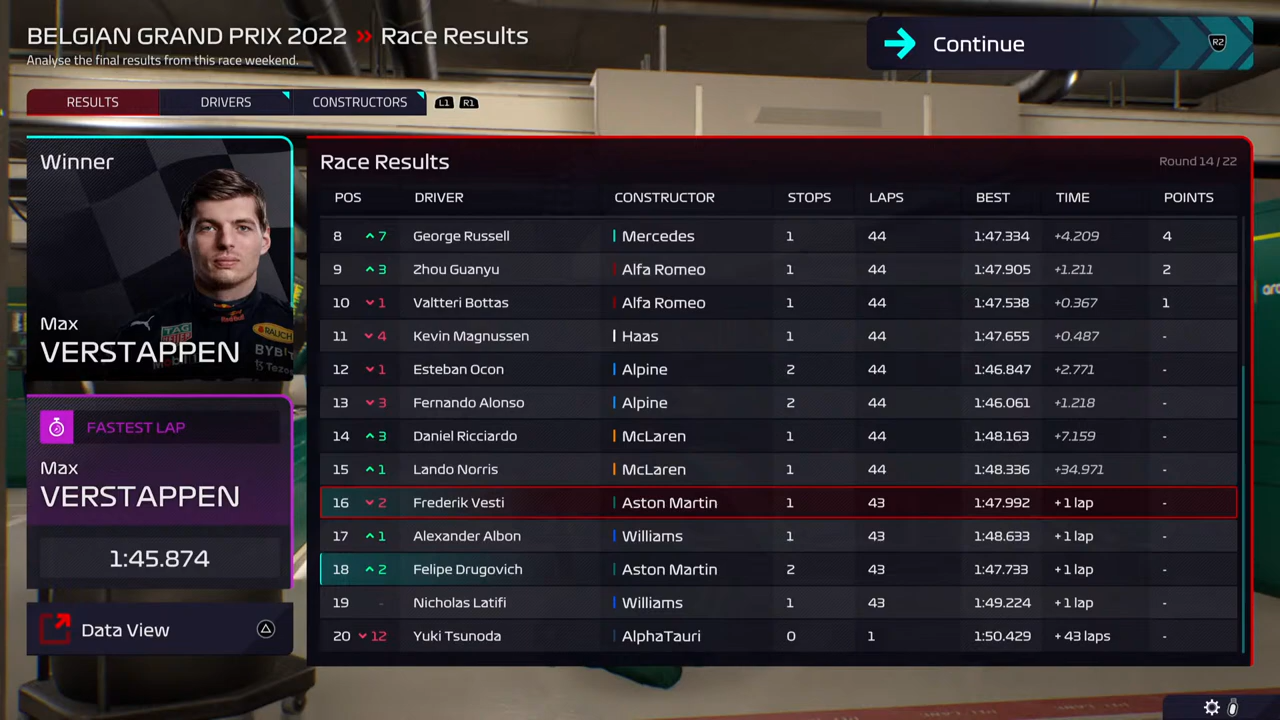 BELGIAN GRAND PRIX 2022 » Race Results
Analyse the final results from this race weekend.
Continue R2
RESULTS DRIVERS CONSTRUCTORS L1 R1
Winner
Max
VERSTAPPEN
TAG
RAUCH
BYBI
FASTEST LAP
Max
VERSTAPPEN
1:45.874
Data View
Race Results Round 14 / 22
POS DRIVER CONSTRUCTOR STOPS LAPS BEST TIME POINTS
8 7 George Russell Mercedes 1 44 1:47.334 +4.209 4
9 3 Zhou Guanyu Alfa Romeo 1 44 1:47.905 +1.211 2
10 1 Valtteri Bottas Alfa Romeo 1 44 1:47.538 +0.367 1
11 4 Kevin Magnussen Haas 1 44 1:47.655 +0.487 -
12 1 Esteban Ocon Alpine 2 44 1:46.847 +2.771 -
13 3 Fernando Alonso Alpine 2 44 1:46.061 +1.218 -
14 3 Daniel Ricciardo McLaren 1 44 1:48.163 +7.159 -
15 1 Lando Norris McLaren 1 44 1:48.336 +34.971 -
16 2 Frederik Vesti Aston Martin 1 43 1:47.992 + 1 lap -
17 1 Alexander Albon Williams 1 43 1:48.633 + 1 lap -
18 2 Felipe Drugovich Aston Martin 2 43 1:47.733 + 1 lap -
19 - Nicholas Latifi Williams 1 43 1:49.224 + 1 lap -
20 12 Yuki Tsunoda AlphaTauri 0 1 1:50.429 + 43 laps -